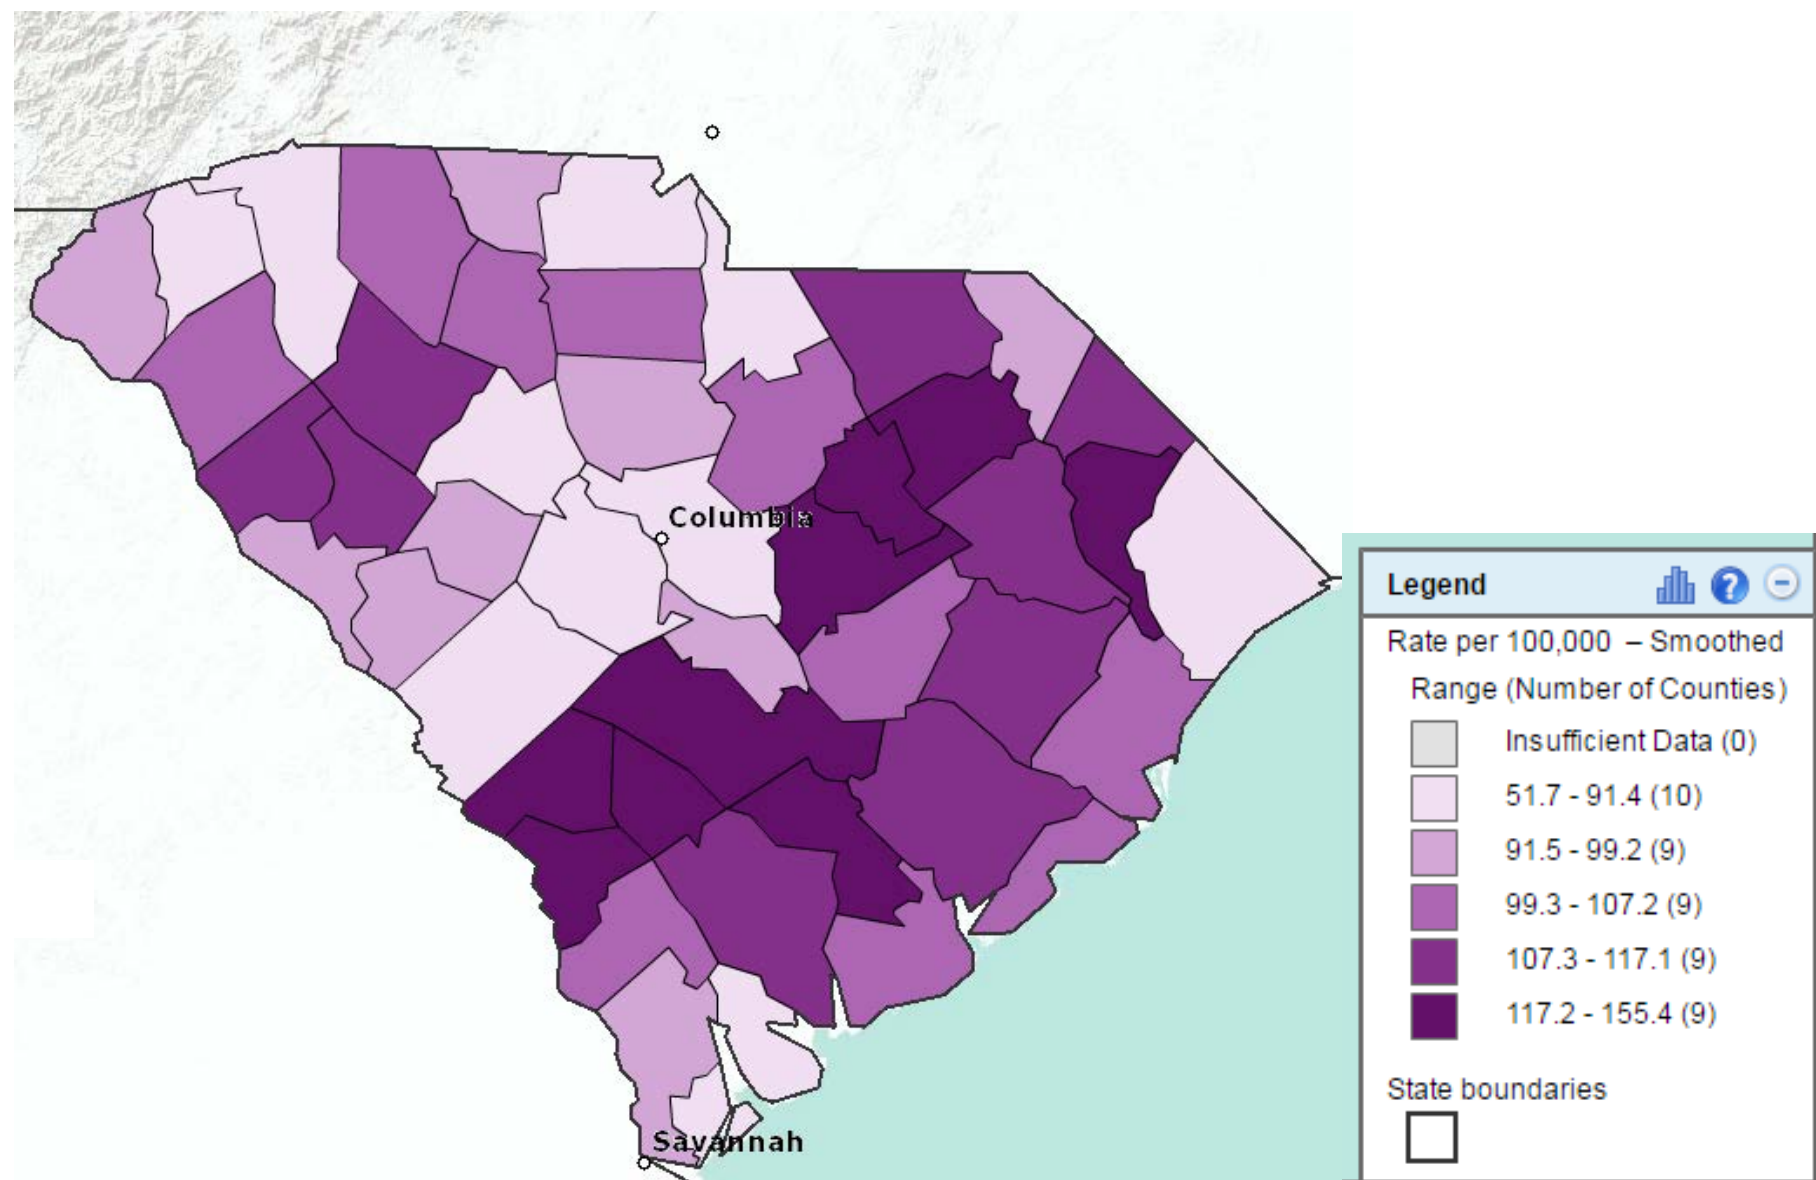 Columbia
Savannah
Legend
?
Rate per 100,000 – Smoothed
Range (Number of Counties)
Insufficient Data (0)
51.7 - 91.4 (10)
91.5 - 99.2 (9)
99.3 - 107.2 (9)
107.3 - 117.1 (9)
117.2 - 155.4 (9)
State boundaries